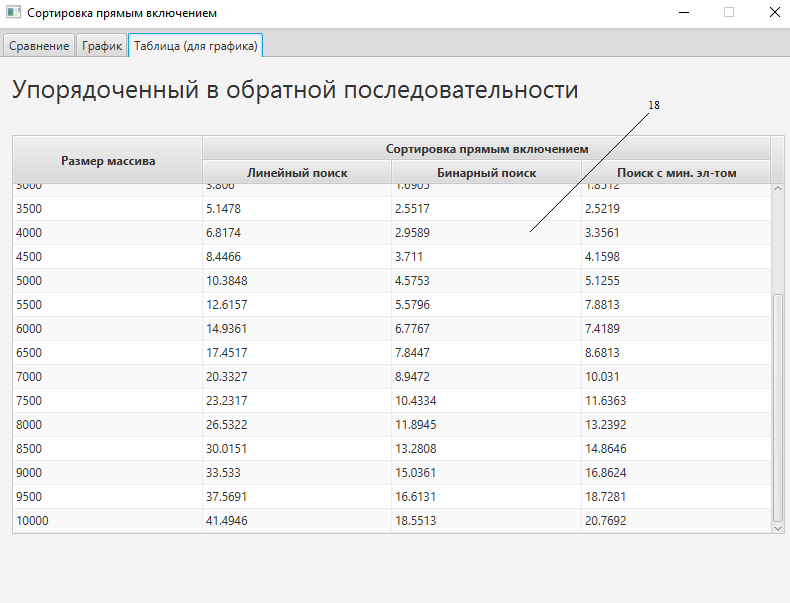 Сортировка прямым включением
Сравнение График Таблица (для графика)
Упорядоченный в обратной последовательности
18
Размер массива Сортировка прямым включением
Линейный поиск Бинарный поиск Поиск с мин. эл-том
3000 3.806 1.6905 1.8512
3500 5.1478 2.5517 2.5219
4000 6.8174 2.9589 3.3561
4500 8.4466 3.711 4.1598
5000 10.3848 4.5753 5.1255
5500 12.6157 5.5796 7.8813
6000 14.9361 6.7767 7.4189
6500 17.4517 7.8447 8.6813
7000 20.3327 8.9472 10.031
7500 23.2317 10.4334 11.6363
8000 26.5322 11.8945 13.2392
8500 30.0151 13.2808 14.8646
9000 33.533 15.0361 16.8624
9500 37.5691 16.6131 18.7281
10000 41.4946 18.5513 20.7692